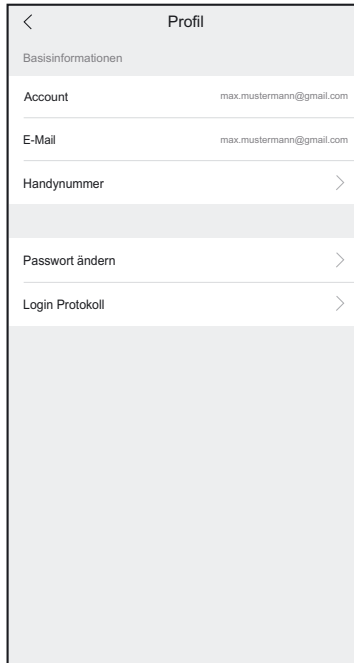 Profil
Basisinformationen
Account max.mustermann@gmail.com
E-Mail max.mustermann@gmail.com
Handynummer
Passwort ändern
Login Protokoll